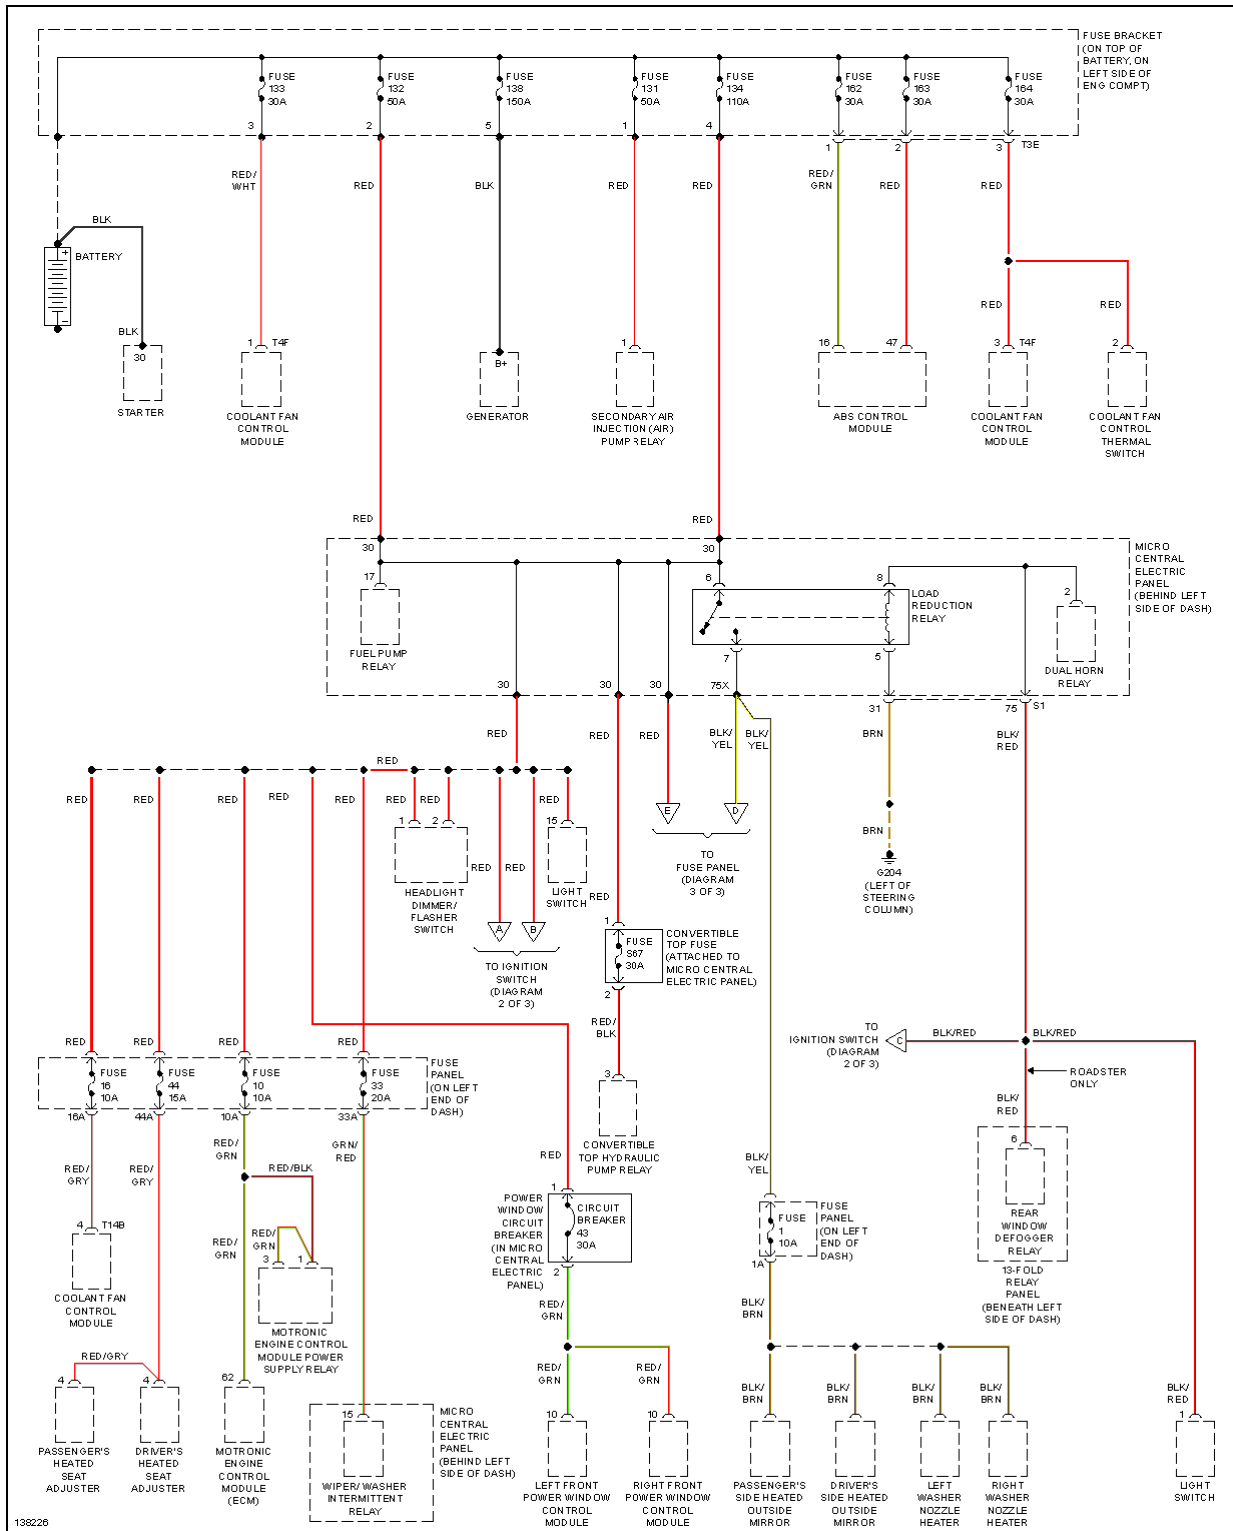 FUSE BRACKET
(ON TOP OF
BATTERY, ON
LEFT SIDE OF
ENG COMPT)
FUSE
133
30A
FUSE
132
50A
FUSE
138
150A
FUSE
131
50A
FUSE
134
110A
FUSE
162
30A
FUSE
163
30A
FUSE
164
30A
3
2
5
1
4
1
2
3
T3E
RED/
WHT
RED
BLK
RED
RED
RED/
GRN
RED
RED
BLK
+
BATTERY
-
BLK
30
STARTER
1
T4F
COOLANT FAN
CONTROL
MODULE
B+
GENERATOR
1
SECONDARY AIR
INJECTION (AIR)
PUMP RELAY
16
47
ABS CONTROL
MODULE
RED
RED
3
T4F
COOLANT FAN
CONTROL
MODULE
2
COOLANT FAN
CONTROL
THERMAL
SWITCH
RED
RED
30
30
MICRO
CENTRAL
ELECTRIC
PANEL
(BEHIND LEFT
SIDE OF DASH)
17
FUEL PUMP
RELAY
6
8
LOAD
REDUCTION
RELAY
7
5
2
DUAL HORN
RELAY
30
30
30
75X
31
75
S1
RED
RED
RED
BLK/
YEL
BLK/
YEL
BRN
BLK/
RED
RED
RED
RED
RED
RED
RED
RED
RED
RED
1
2
HEADLIGHT
DIMMER/
FLASHER
SWITCH
15
LIGHT
SWITCH
RED
RED
A
B
TO IGNITION
SWITCH
(DIAGRAM
2 OF 3)
E
D
TO
FUSE PANEL
(DIAGRAM
3 OF 3)
BRN
G204
(LEFT OF
STEERING
COLUMN)
RED
1
FUSE
S67
30A
2
CONVERTIBLE
TOP FUSE
(ATTACHED TO
MICRO CENTRAL
ELECTRIC PANEL)
RED/
BLK
3
CONVERTIBLE
TOP HYDRAULIC
PUMP RELAY
TO
IGNITION SWITCH
(DIAGRAM
2 OF 3)
C
BLK/RED
BLK/RED
ROADSTER
ONLY
BLK/
RED
6
REAR
WINDOW
DEFOGGER
RELAY
13-FOLD
RELAY
PANEL
(BENEATH LEFT
SIDE OF DASH)
RED
RED
RED
RED
FUSE
16
10A
FUSE
44
15A
FUSE
10
10A
FUSE
33
20A
FUSE
PANEL
(ON LEFT
END OF
DASH)
16A
44A
10A
33A
RED/
GRY
RED/
GRY
RED/
GRN
GRN/
RED
RED/BLK
4
T14B
COOLANT FAN
CONTROL
MODULE
RED/
GRN
RED/
GRN
3
1
MOTRONIC
ENGINE CONTROL
MODULE POWER
SUPPLY RELAY
RED/GRY
4
PASSENGER'S
HEATED
SEAT
ADJUSTER
4
DRIVER'S
HEATED
SEAT
ADJUSTER
62
MOTRONIC
ENGINE
CONTROL
MODULE
(ECM)
15
WIPER/WASHER
INTERMITTENT
RELAY
MICRO
CENTRAL
ELECTRIC
PANEL
(BEHIND LEFT
SIDE OF DASH)
RED
1
CIRCUIT
BREAKER
43
30A
2
POWER
WINDOW
CIRCUIT
BREAKER
(IN MICRO
CENTRAL
ELECTRIC
PANEL)
RED/
GRN
RED/
GRN
RED/
GRN
10
LEFT FRONT
POWER WINDOW
CONTROL
MODULE
10
RIGHT FRONT
POWER WINDOW
CONTROL
MODULE
BLK/
YEL
FUSE
1
10A
1A
FUSE
PANEL
(ON LEFT
END OF
DASH)
BLK/
BRN
BLK/
BRN
BLK/
BRN
BLK/
BRN
BLK/
BRN
PASSENGER'S
SIDE HEATED
OUTSIDE
MIRROR
DRIVER'S
SIDE HEATED
OUTSIDE
MIRROR
LEFT
WASHER
NOZZLE
HEATER
RIGHT
WASHER
NOZZLE
HEATER
BLK/
RED
1
LIGHT
SWITCH
138226